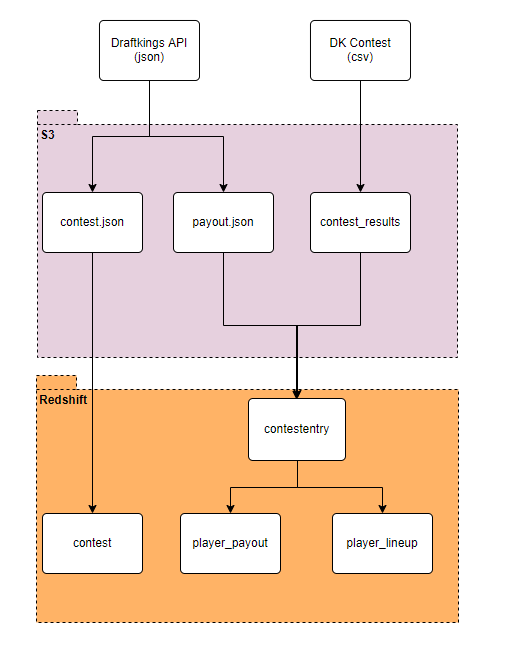 Draftkings API
(json)
DK Contest
(csv)
S3
contest.json
payout.json
contest_results
Redshift
contestentry
contest
player_payout
player_lineup